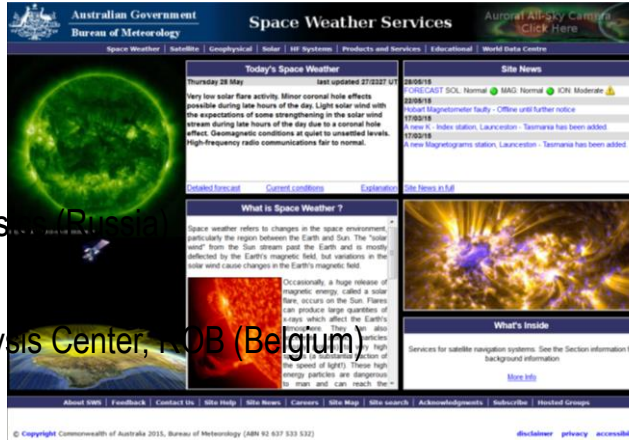 Australian Government
Bureau of Meteorology
Space Weather Services
Auroral All-Sky Camera
Click Here
Space Weather | Satellite | Geophysical | Solar | HF Systems | Products and Services | Educational | World Data Centre
Today's Space Weather
Thursday 28 May last updated 27/2327 UT
Very low solar flare activity. Minor coronal hole effects
possible during late hours of the day. Light solar wind with
the expectations of some strengthening in the solar wind
stream during late hours of the day due to a coronal hole
effect. Geomagnetic conditions at quiet to unsettled levels.
High-frequency radio communications fair to normal.
Detailed forecast Current conditions Explanation
Site News
28/05/15
FORECAST SOL: Normal MAG: Normal ION: Moderate
22/05/15
Hobart Magnetometer faulty - Offline until further notice
17/03/15
A new K - Index station, Launceston - Tasmania has been added.
17/03/15
A new Magnetograms station, Launceston - Tasmania has been added.
Site News in full
(Russia)
What is Space Weather ?
Space weather refers to changes in the space environment,
particularly the region between the Earth and Sun. The "solar
wind" from the Sun stream past the Earth and is mostly
deflected by the Earth's magnetic field, but variations in the
solar wind cause changes in the Earth's magnetic field.
Occasionally, a huge release of
magnetic energy, called a solar
flare, occurs on the Sun. Flares
can produce large quantities of
x-rays which affect the Earth's
atmosphere. They can also
particles
very high
(a substantial fraction of
the speed of light!). These high
energy particles are dangerous
to man and can reach the
ysis Center, ROB (Belgium)
What's Inside
Services for satellite navigation systems. See the Section information
background information
More Info
About SWS | Feedback | Contact Us | Site Help | Site News | Careers | Site Map | Site search | Acknowledgments | Subscribe | Hosted Groups
© Copyright Commonwealth of Australia 2015, Bureau of Meteorology (ABN 92 637 533 532)
disclaimer privacy accessibi